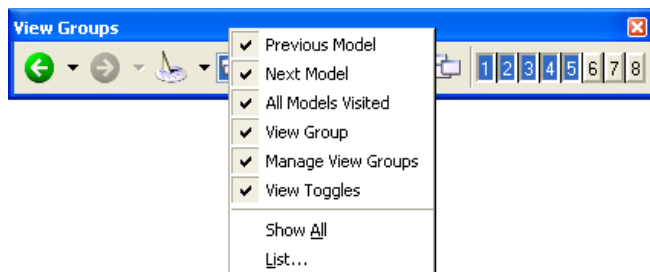 View Groups
Previous Model
Next Model
All Models Visited
View Group
Manage View Groups
View Toggles
Show All
List...
1 2 3 4 5 6 7 8